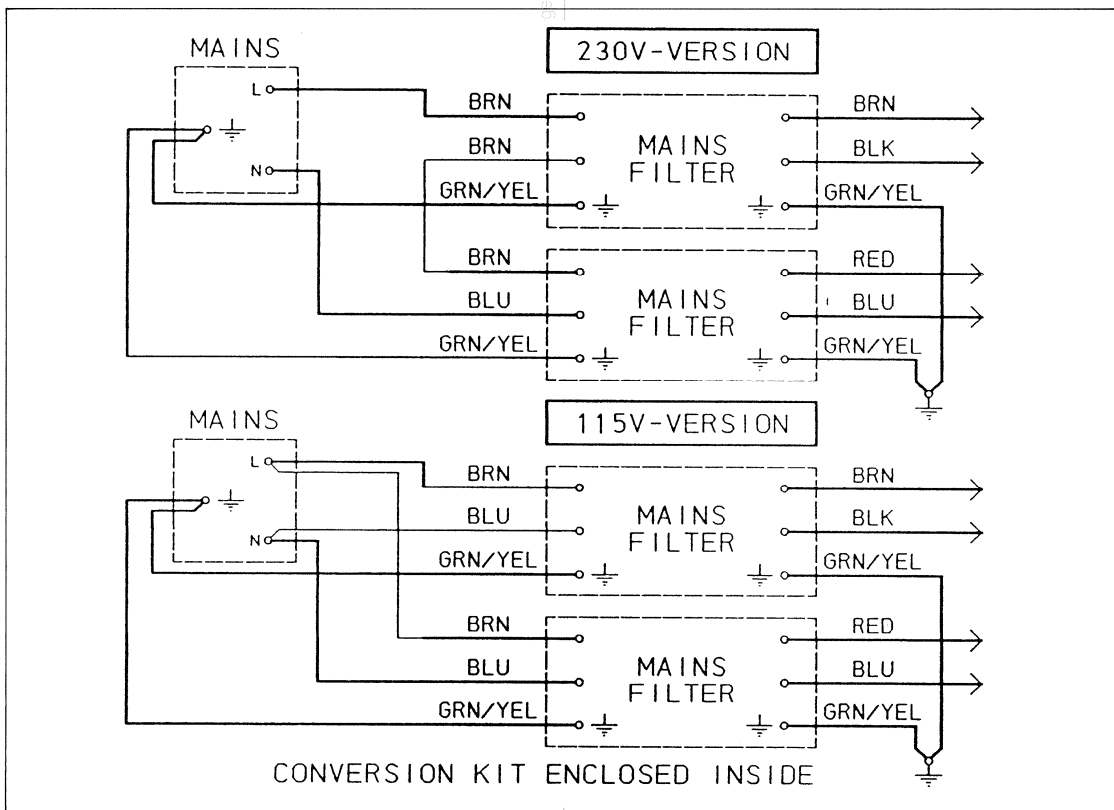 MAINS
230V-VERSION
L
N
BRN
BRN
GRN/YEL
MAINS
FILTER
BRN
BLK
GRN/YEL
BRN
BLU
GRN/YEL
MAINS
FILTER
RED
BLU
GRN/YEL
MAINS
115V-VERSION
L
N
BRN
BLU
GRN/YEL
MAINS
FILTER
BRN
BLK
GRN/YEL
BRN
BLU
GRN/YEL
MAINS
FILTER
RED
BLU
GRN/YEL
CONVERSION KIT ENCLOSED INSIDE